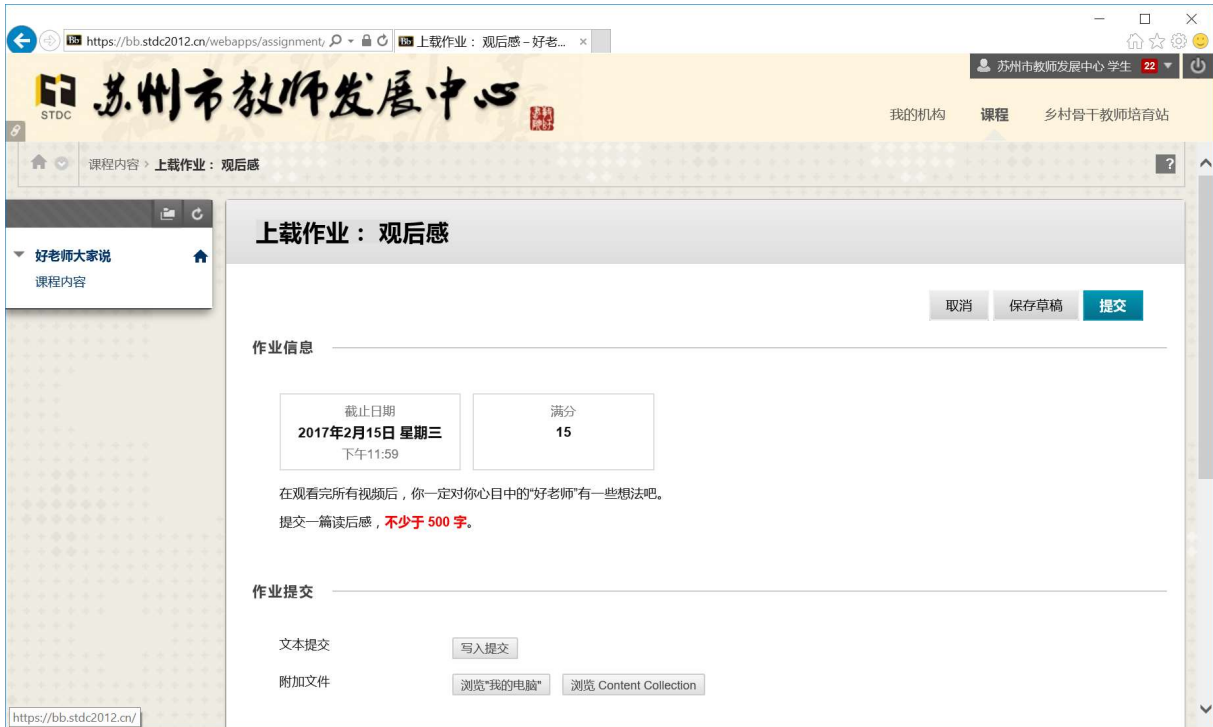 https://bb.stdc2012.cn/webapps/assignment/
Bb 上载作业： 观后感 – 好老... ×
苏州市教师发展中心 学生 22
STDC
苏州市教师发展中心
我的机构 课程 乡村骨干教师培育站
课程内容 > 上载作业： 观后感
?
上载作业： 观后感
好老师大家说
课程内容
取消 保存草稿 提交
作业信息
截止日期
2017年2月15日 星期三
下午11:59
满分
15
在观看完所有视频后，你一定对你心目中的“好老师”有一些想法吧。
提交一篇读后感，不少于 500 字。
作业提交
文本提交 写入提交
附加文件 浏览"我的电脑" 浏览 Content Collection
https://bb.stdc2012.cn/